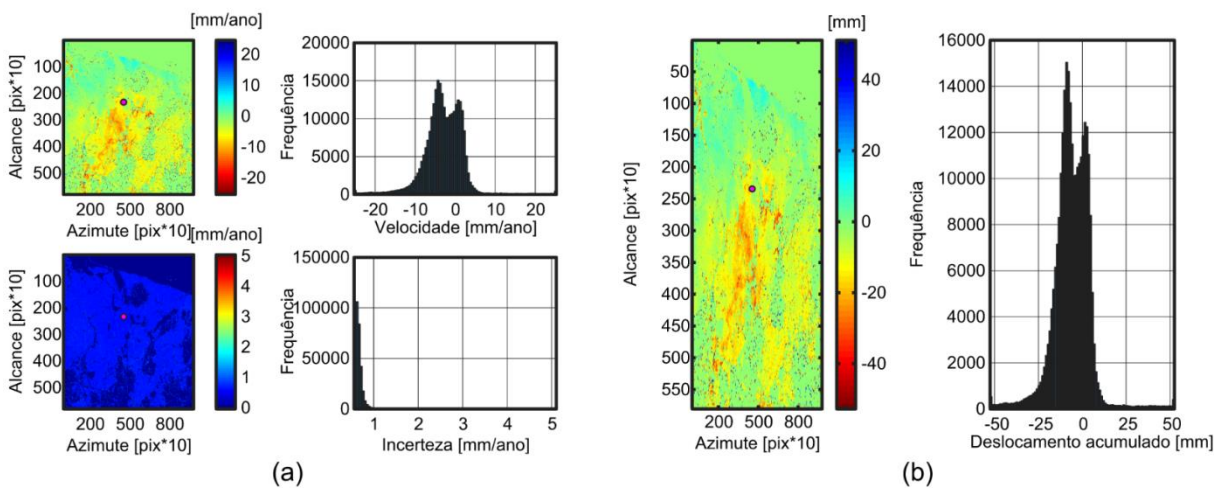 [mm/ano]
Alcance [pix*10]
100
200
300
400
500
200 500 800
Azimute [pix*10]
20
10
0
-10
-20
Frequência
20000
15000
10000
5000
0
-20 -10 0 10 20
Velocidade [mm/ano]
[mm/ano]
Alcance [pix*10]
100
200
300
400
500
200 500 800
Azimute [pix*10]
5
4
3
2
1
0
Frequência
150000
100000
50000
0
1 2 3 4 5
Incerteza [mm/ano]
(a)
[mm]
Alcance [pix*10]
50
100
150
200
250
300
350
400
450
500
550
200 500 800
Azimute [pix*10]
40
20
0
-20
-40
Frequência
16000
14000
12000
10000
8000
6000
4000
2000
0
-50 -25 0 25 50
Deslocamento acumulado [mm]
(b)